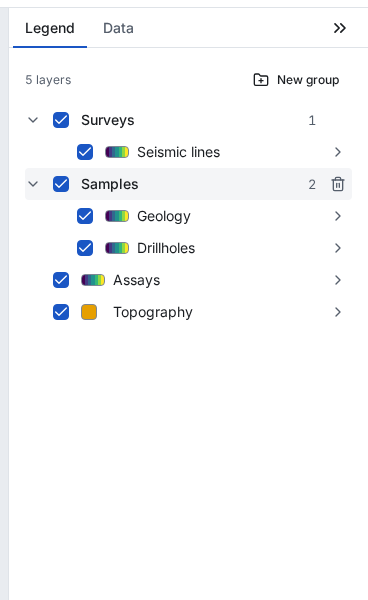 Legend Data
5 layers New group
Surveys 1
Seismic lines
Samples 2
Geology
Drillholes
Assays
Topography